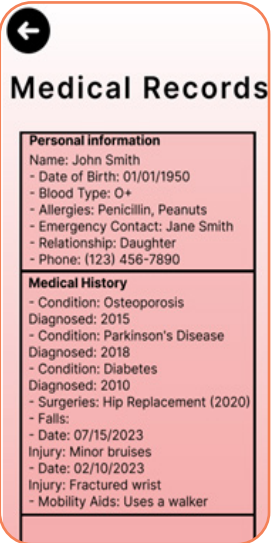 Medical Records
Personal information
Name: John Smith
- Date of Birth: 01/01/1950
- Blood Type: O+
- Allergies: Penicillin, Peanuts
- Emergency Contact: Jane Smith
- Relationship: Daughter
- Phone: (123) 456-7890
Medical History
- Condition: Osteoporosis
Diagnosed: 2015
- Condition: Parkinson's Disease
Diagnosed: 2018
- Condition: Diabetes
Diagnosed: 2010
- Surgeries: Hip Replacement (2020)
- Falls:
- Date: 07/15/2023
Injury: Minor bruises
- Date: 02/10/2023
Injury: Fractured wrist
- Mobility Aids: Uses a walker